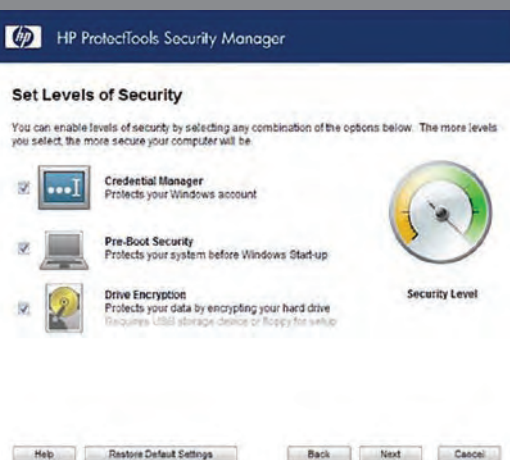 hp HP ProtectTools Security Manager
Set Levels of Security
You can enable levels of security by selecting any combination of the options below. The more levels
you select, the more secure your computer will be.
Credential Manager
Protects your Windows account
Pre-Boot Security
Protects your system before Windows Start-up
Drive Encryption
Protects your data by encrypting your hard drive
Requires USB storage device or floppy for setup
Security Level
Help Restore Default Settings Back Next Cancel